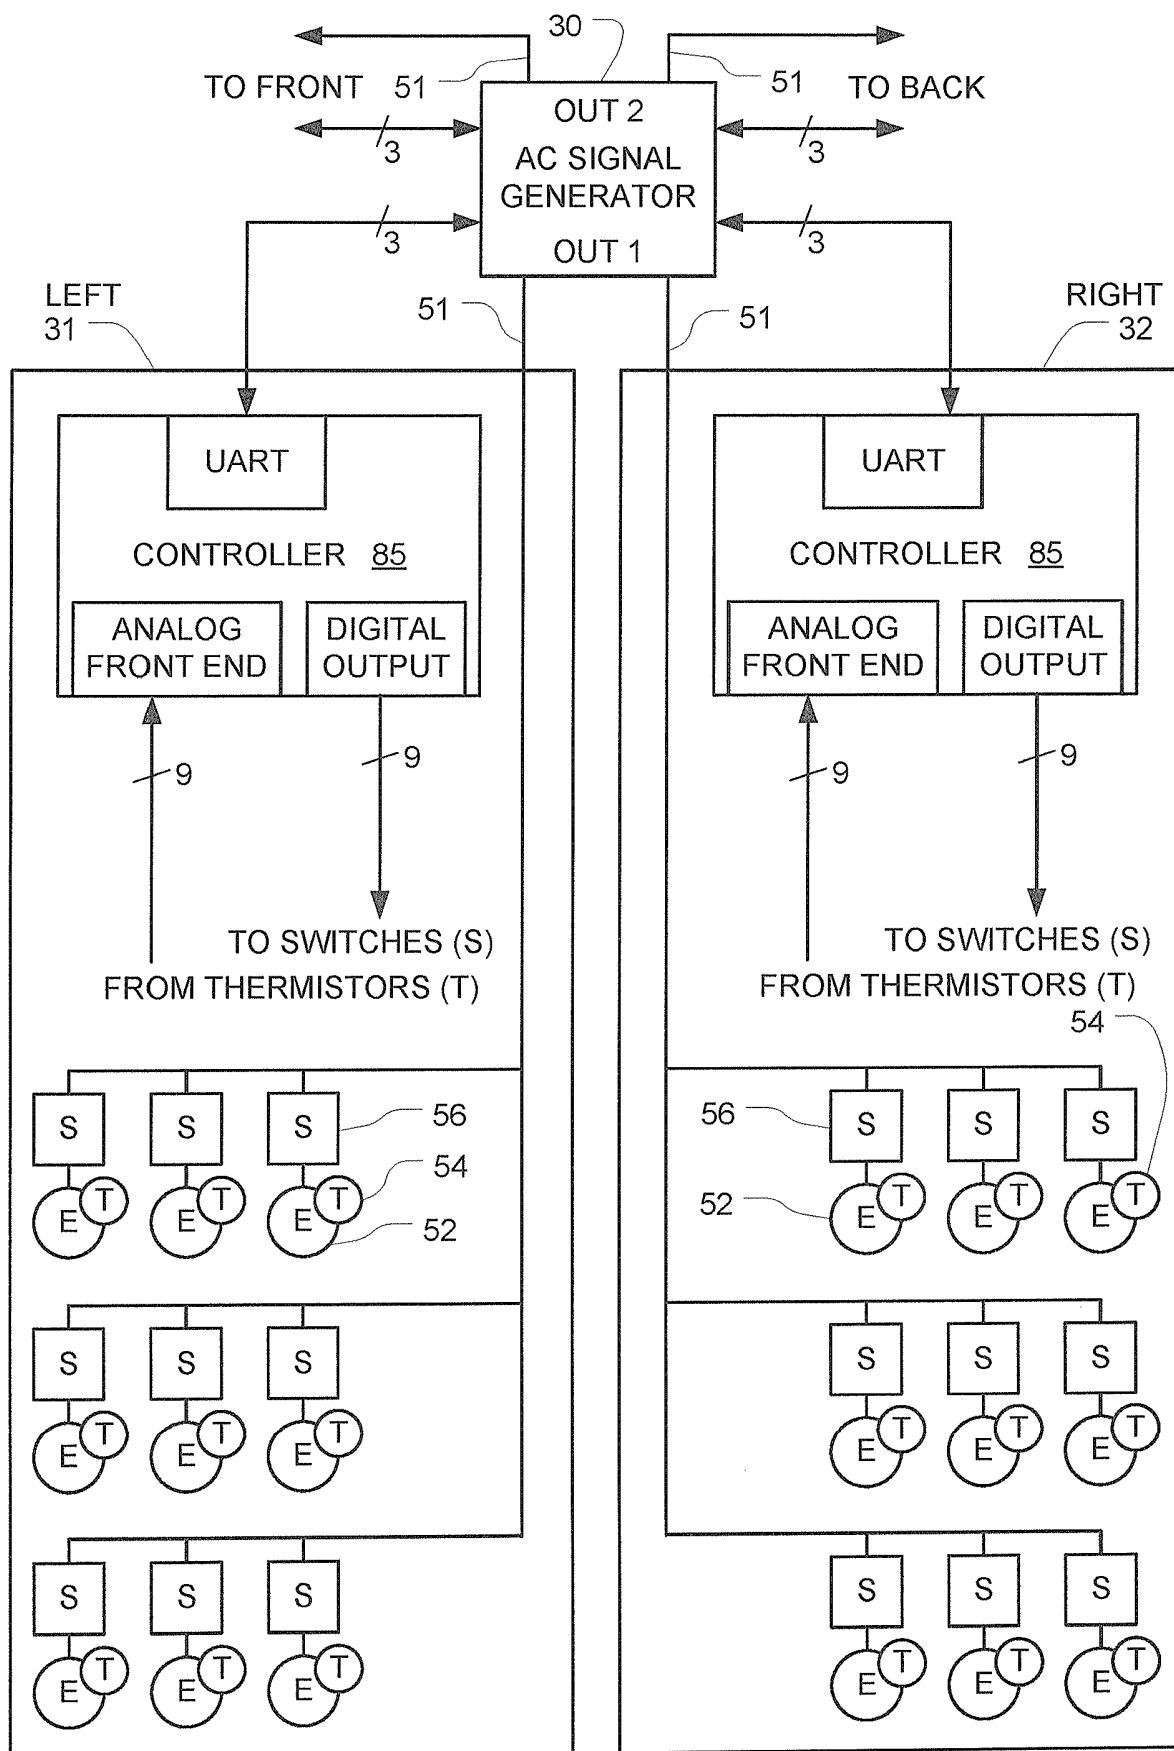 30
TO FRONT
51
51
TO BACK
OUT 2
AC SIGNAL
GENERATOR
OUT 1
3
3
3
3
LEFT
31
51
51
RIGHT
32
UART
CONTROLLER 85
ANALOG
FRONT END
DIGITAL
OUTPUT
9
9
TO SWITCHES (S)
FROM THERMISTORS (T)
UART
CONTROLLER 85
ANALOG
FRONT END
DIGITAL
OUTPUT
9
9
TO SWITCHES (S)
FROM THERMISTORS (T)
54
S S S 56
T T T 54
E E E 52
S S S
T T T
E E E
S S S
T T T
E E E
56 S S S
T T T
52 E E E
S S S
T T T
E E E
S S S
T T T
E E E